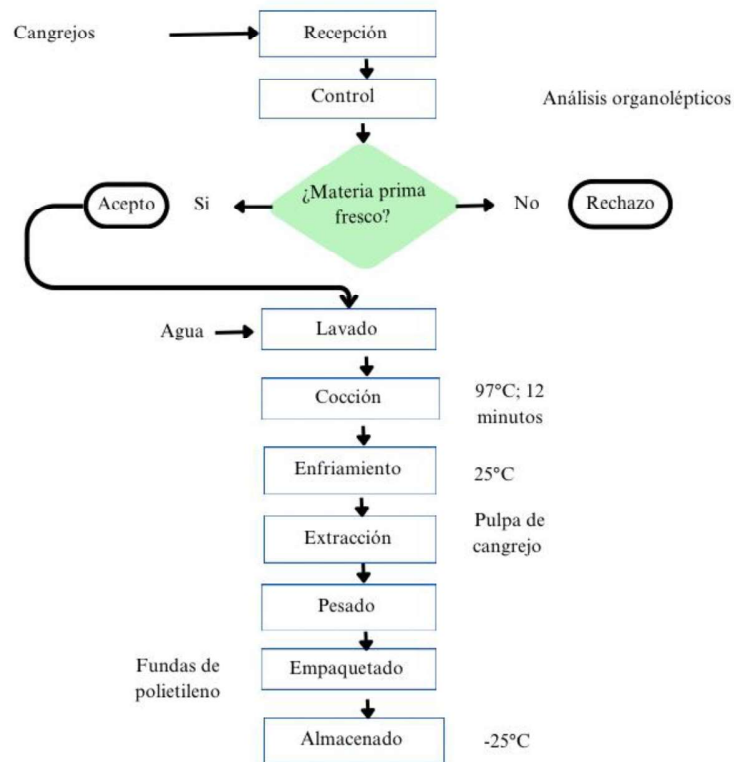 Cangrejos
Recepción
Control
Análisis organolépticos
¿Materia prima
fresco?
Acepto
Si
No
Rechazo
Agua
Lavado
Cocción
97°C; 12
minutos
Enfriamiento
25°C
Extracción
Pulpa de
cangrejo
Pesado
Fundas de
polietileno
Empaquetado
Almacenado
-25°C